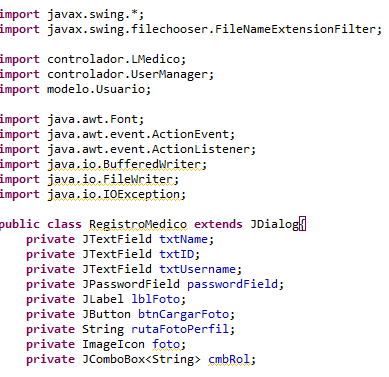 import javax.swing.*;
import javax.swing.filechooser.FileNameExtensionFilter;
import controlador.LMedico;
import controlador.UserManager;
import modelo.Usuario;
import java.awt.Font;
import java.awt.event.ActionEvent;
import java.awt.event.ActionListener;
import java.io.BufferedWriter;
import java.io.FileWriter;
import java.io.IOException;
public class RegistroMedico extends JDialog{
private JTextField txtName;
private JTextField txtID;
private JTextField txtUsername;
private JPasswordField passwordField;
private JLabel lblFoto;
private JButton btnCargarFoto;
private String rutaFotoPerfil;
private ImageIcon foto;
private JComboBox<String> cmbRol;